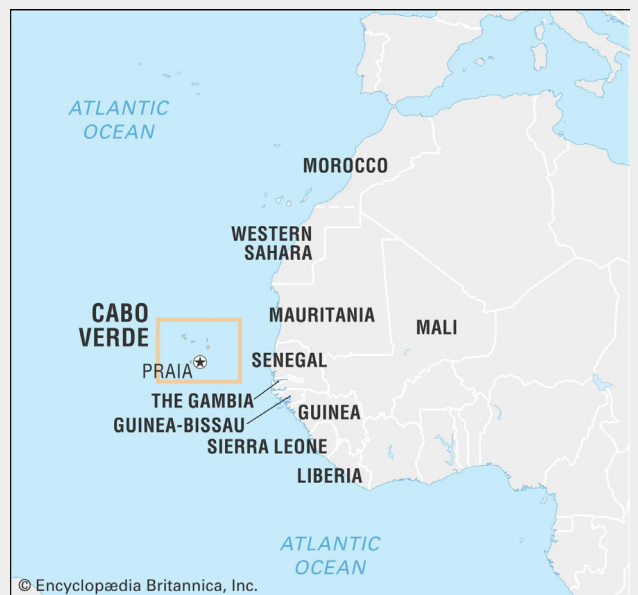 ATLANTIC
OCEAN
MOROCCO
WESTERN
SAHARA
CABO
VERDE
MAURITANIA
MALI
PRAIA
SENEGAL
THE GAMBIA
GUINEA-BISSAU
GUINEA
SIERRA LEONE
LIBERIA
ATLANTIC
OCEAN
© Encyclopædia Britannica, Inc.